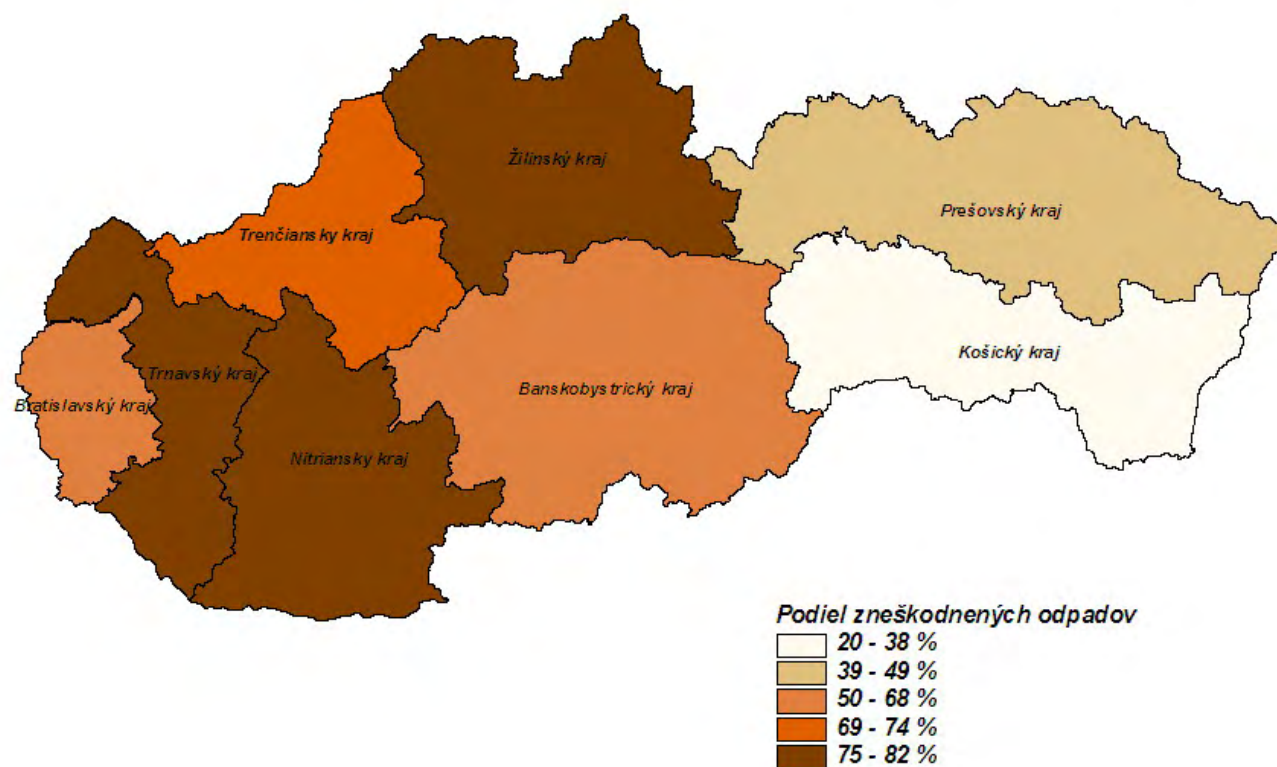 Žilinský kraj
Prešovský kraj
Trenčiansky kraj
Košický kraj
Trnavský kraj
Banskobystrický kraj
Bratislavský kraj
Nitriansky kraj
Podiel zneškodnených odpadov
20 - 38 %
39 - 49 %
50 - 68 %
69 - 74 %
75 - 82 %